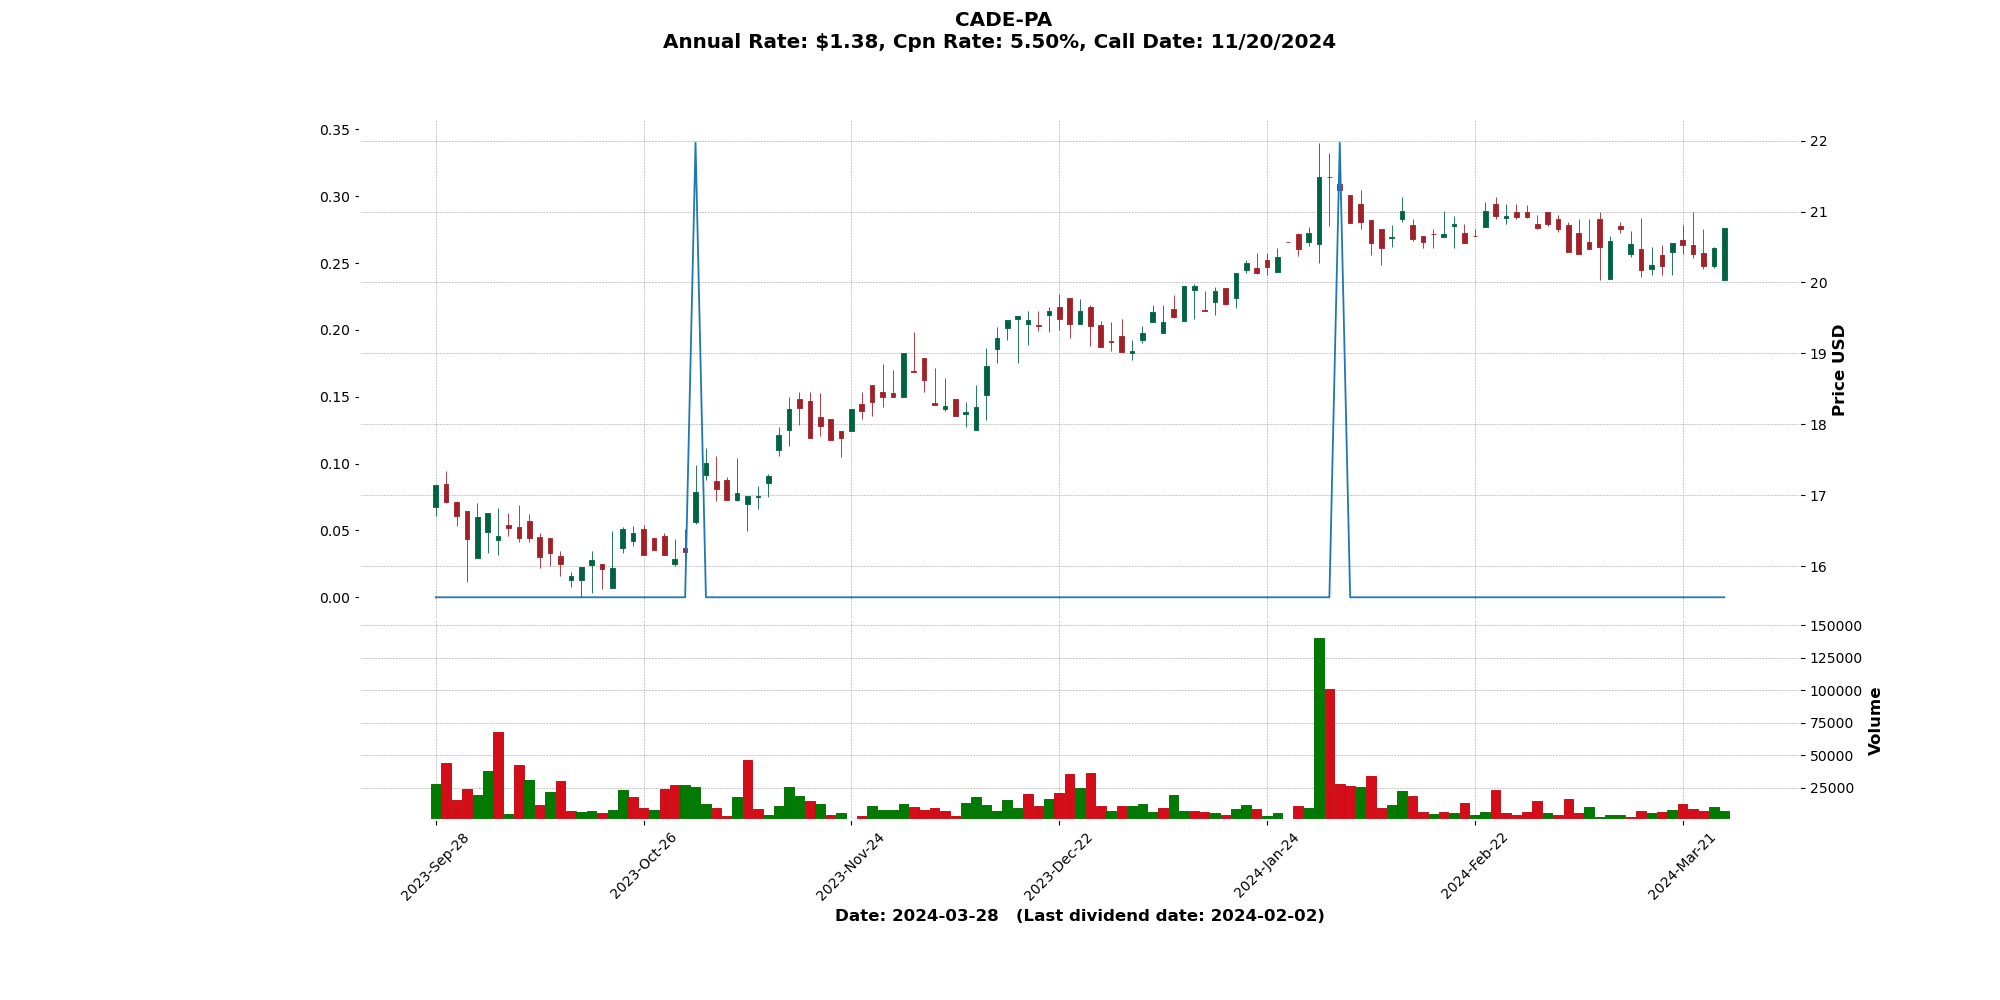 CADE-PA
Annual Rate: $1.38, Cpn Rate: 5.50%, Call Date: 11/20/2024
0.35
0.30
0.25
0.20
0.15
0.10
0.05
0.00
22
21
20
19
18
17
16
Price USD
150000
125000
100000
75000
50000
25000
Volume
2023-Sep-28
2023-Oct-26
2023-Nov-24
2023-Dec-22
2024-Jan-24
2024-Feb-22
2024-Mar-21
Date: 2024-03-28 (Last dividend date: 2024-02-02)